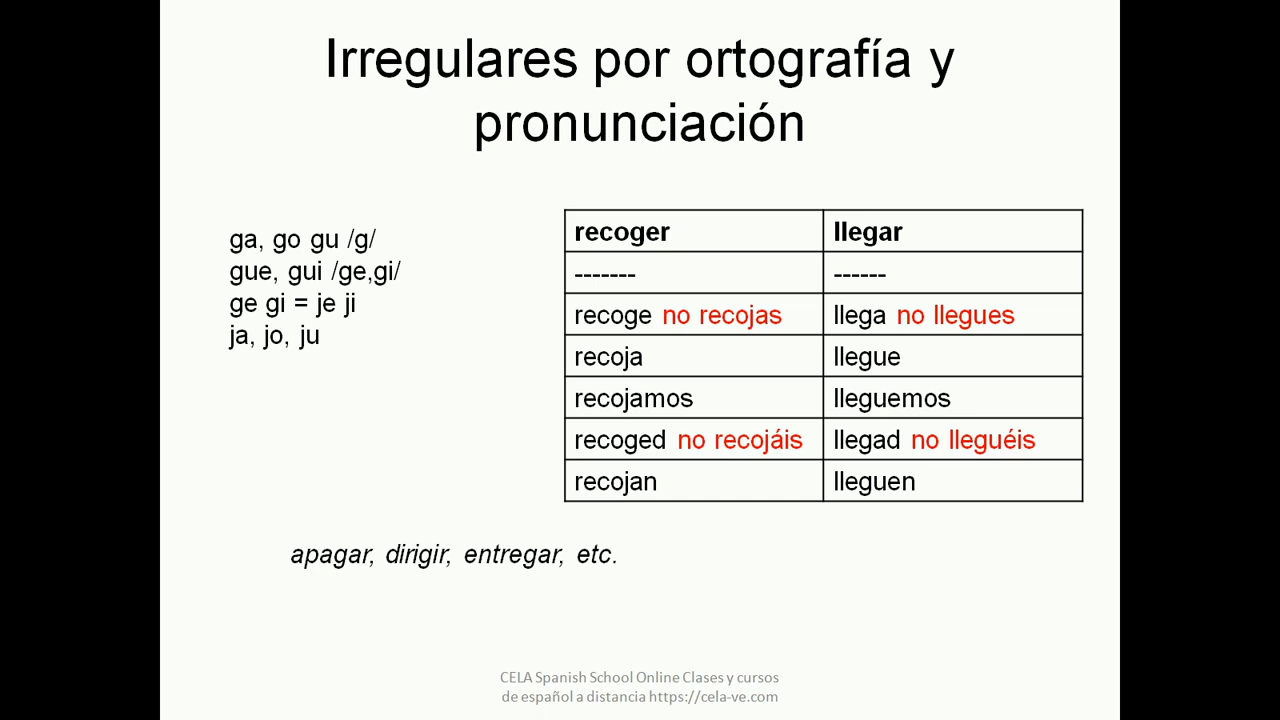 Irregulares por ortografía y
pronunciación
ga, go gu /g/
gue, gui /ge,gi/
ge gi = je ji
ja, jo, ju
recoger llegar
------- ------
recoge no recojas llega no llegues
recoja llegue
recojamos lleguemos
recoged no recojáis llegad no lleguéis
recojan lleguen
apagar, dirigir, entregar, etc.
CELA Spanish School Online Clases y cursos
de español a distancia https://cela-ve.com